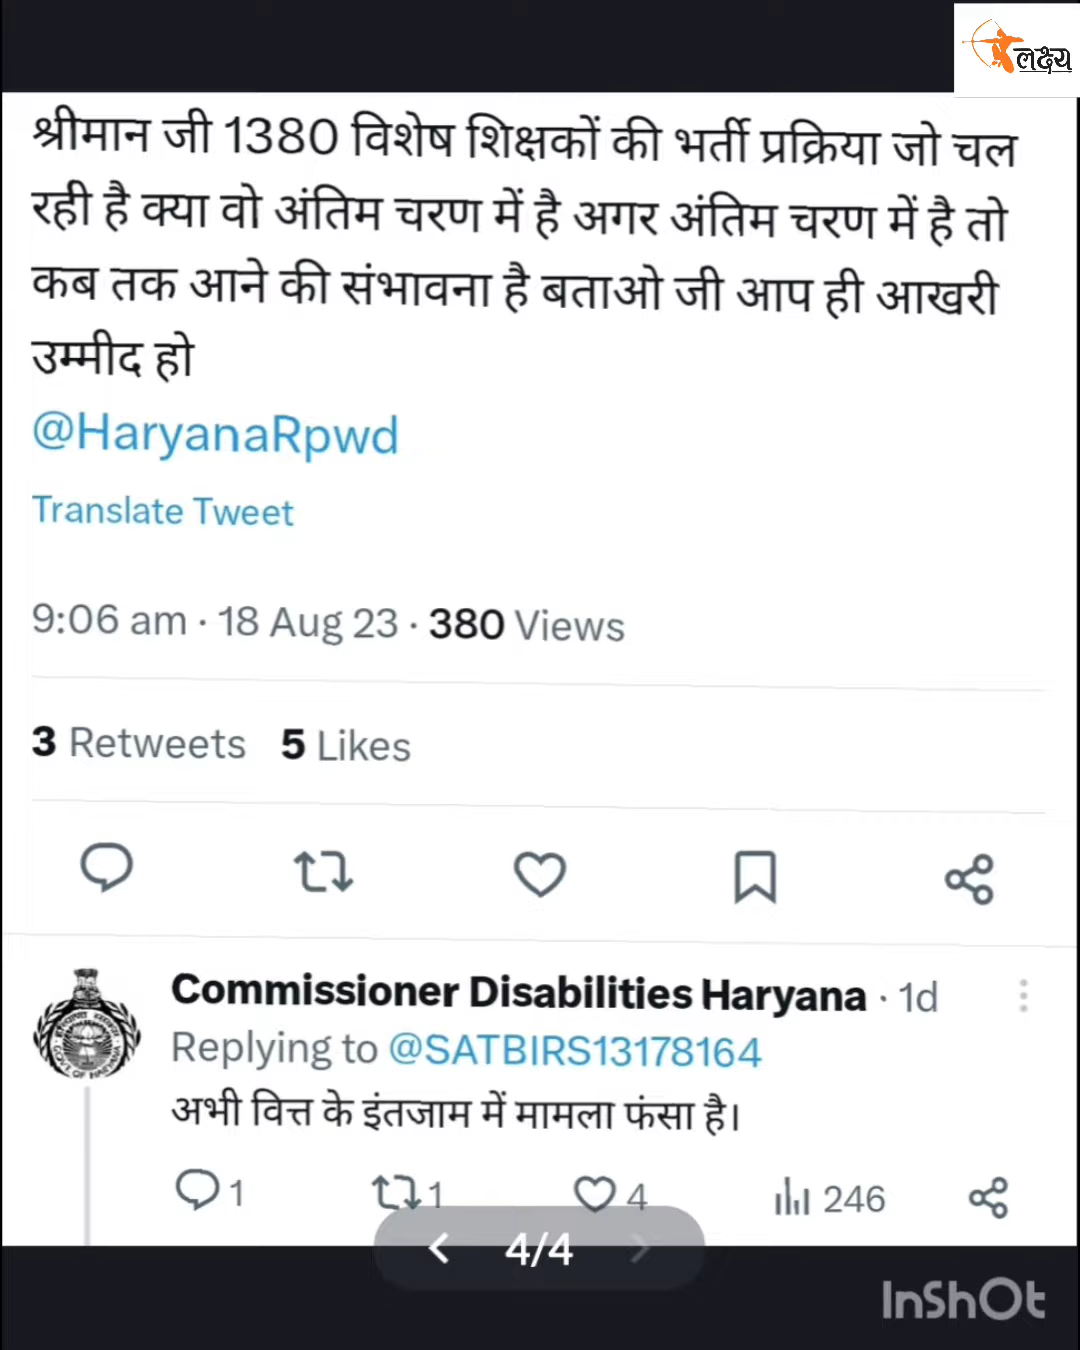 लक्ष्य
श्रीमान जी 1380 विशेष शिक्षकों की भर्ती प्रक्रिया जो चल
रही है क्या वो अंतिम चरण में है अगर अंतिम चरण में है तो
कब तक आने की संभावना है बताओ जी आप ही आखरी
उम्मीद हो
@HaryanaRpwd
Translate Tweet
9:06 am · 18 Aug 23 · 380 Views
3 Retweets 5 Likes
Commissioner Disabilities Haryana · 1d
Replying to @SATBIRS13178164
अभी वित्त के इंतजाम में मामला फंसा है।
1 1 4 246
4/4
InShOt